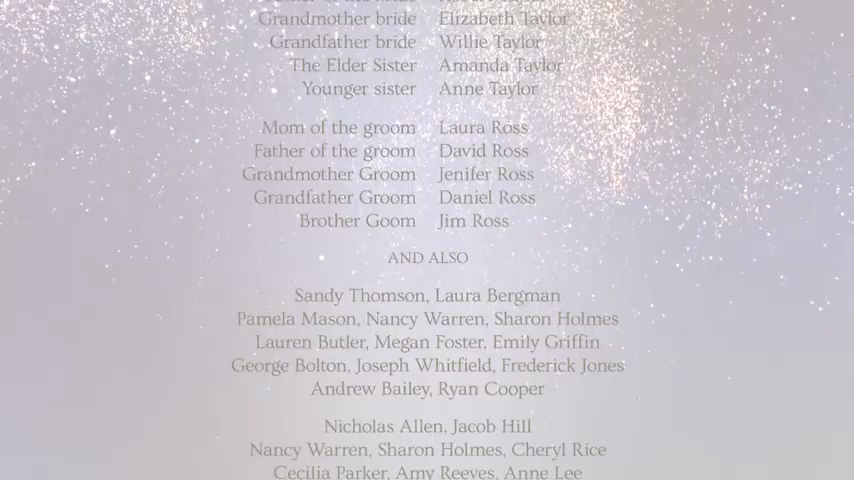 Grandmother bride Elizabeth Taylor
Grandfather bride Willie Taylor
The Elder Sister Amanda Taylor
Younger sister Anne Taylor
Mom of the groom Laura Ross
Father of the groom David Ross
Grandmother Groom Jenifer Ross
Grandfather Groom Daniel Ross
Brother Goom Jim Ross
AND ALSO
Sandy Thomson, Laura Bergman
Pamela Mason, Nancy Warren, Sharon Holmes
Lauren Butler, Megan Foster, Emily Griffin
George Bolton, Joseph Whitfield, Frederick Jones
Andrew Bailey, Ryan Cooper
Nicholas Allen, Jacob Hill
Nancy Warren, Sharon Holmes, Cheryl Rice
Cecilia Parker, Amy Reeves, Anne Lee